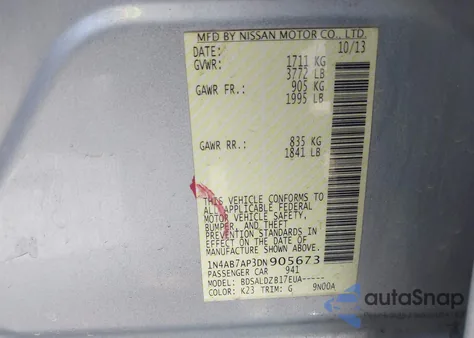 MFD BY NISSAN MOTOR CO., LTD.
DATE: 10/13
GVWR: 1711 KG
3772 LB
GAWR FR.: 905 KG
1995 LB
GAWR RR.: 835 KG
1841 LB
THIS VEHICLE CONFORMS TO
ALL APPLICABLE FEDERAL
MOTOR VEHICLE SAFETY,
BUMPER, AND THEFT
PREVENTION STANDARDS IN
EFFECT ON THE DATE OF
MANUFACTURE SHOWN ABOVE.
1N4AB7AP3DN905673
PASSENGER CAR 941
MODEL: BDSALDZB17EUA-----
COLOR: K23 TRIM: G 9N00A
autoSnap